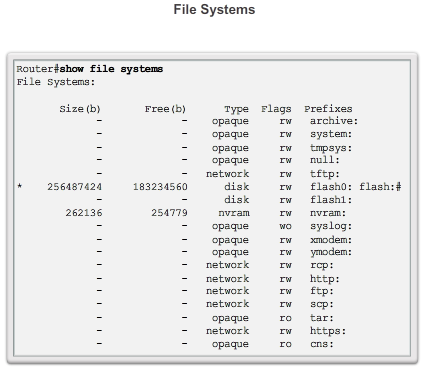 File Systems
Router#show file systems
File Systems:
Size(b) Free(b) Type Flags Prefixes
- - opaque rw archive:
- - opaque rw system:
- - opaque rw tmpsys:
- - opaque rw null:
- - network rw tftp:
* 256487424 183234560 disk rw flash0: flash:#
- - disk rw flash1:
262136 254779 nvram rw nvram:
- - opaque wo syslog:
- - opaque rw xmodem:
- - opaque rw ymodem:
- - network rw rcp:
- - network rw http:
- - network rw ftp:
- - network rw scp:
- - opaque ro tar:
- - network rw https:
- - opaque ro cns: